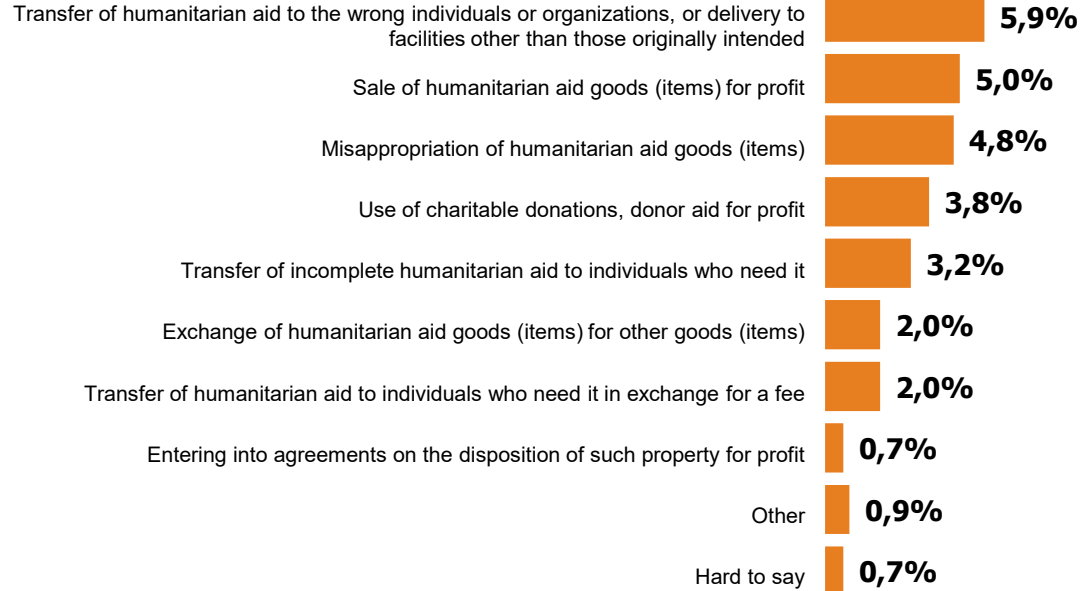 Transfer of humanitarian aid to the wrong individuals or organizations, or delivery to
facilities other than those originally intended
5,9%
Sale of humanitarian aid goods (items) for profit
5,0%
Misappropriation of humanitarian aid goods (items)
4,8%
Use of charitable donations, donor aid for profit
3,8%
Transfer of incomplete humanitarian aid to individuals who need it
3,2%
Exchange of humanitarian aid goods (items) for other goods (items)
2,0%
Transfer of humanitarian aid to individuals who need it in exchange for a fee
2,0%
Entering into agreements on the disposition of such property for profit
0,7%
Other
0,9%
Hard to say
0,7%